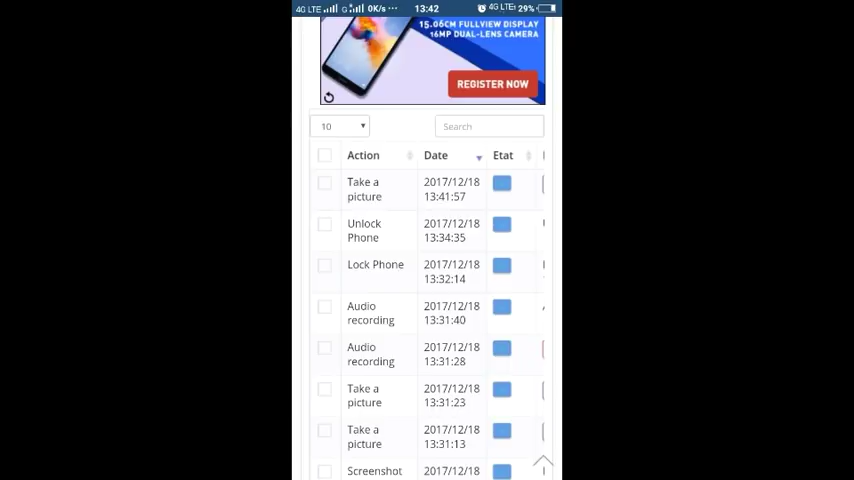 4G LTE G 0K/s ··· 13:42 4G LTE 29%
15.06CM FULLVIEW DISPLAY
16MP DUAL-LENS CAMERA
REGISTER NOW
10 Search
Action Date Etat
Take a picture 2017/12/18 13:41:57
Unlock Phone 2017/12/18 13:34:35
Lock Phone 2017/12/18 13:32:14
Audio recording 2017/12/18 13:31:40
Audio recording 2017/12/18 13:31:28
Take a picture 2017/12/18 13:31:23
Take a picture 2017/12/18 13:31:13
Screenshot 2017/12/18